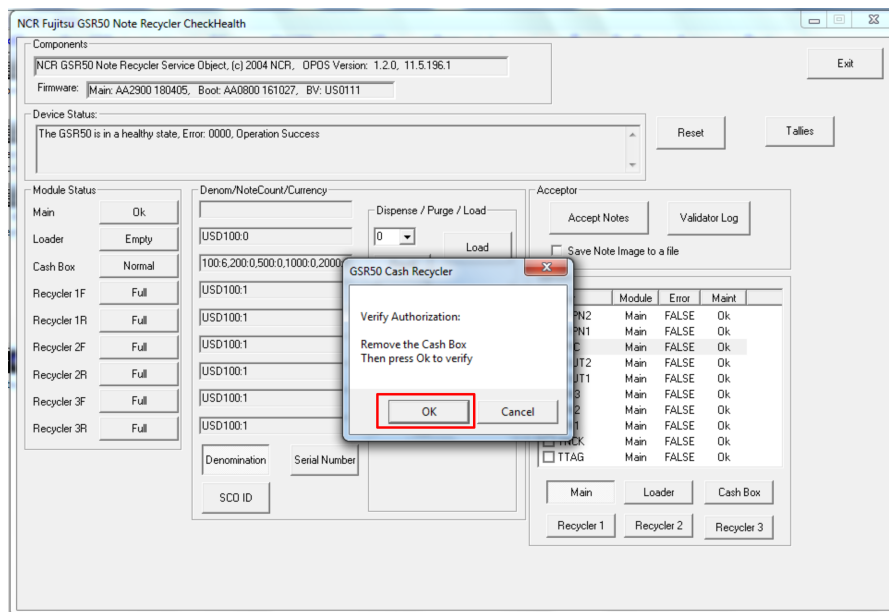 NCR Fujitsu GSR50 Note Recycler CheckHealth
Components
NCR GSR50 Note Recycler Service Object, (c) 2004 NCR, OPOS Version: 1.2.0, 11.5.196.1
Exit
Firmware: Main: AA2900 180405, Boot: AA0800 161027, BV: US0111
Device Status:
The GSR50 is in a healthy state, Error: 0000, Operation Success
Reset
Tallies
Module Status
Main Ok
Loader Empty
Cash Box Normal
Recycler 1F Full
Recycler 1R Full
Recycler 2F Full
Recycler 2R Full
Recycler 3F Full
Recycler 3R Full
Denom/NoteCount/Currency
USD100:0
100:6,200:0,500:0,1000:0,2000
USD100:1
USD100:1
USD100:1
USD100:1
USD100:1
USD100:1
Denomination Serial Number
SCO ID
Dispense / Purge / Load
0
Load
Acceptor
Accept Notes Validator Log
Save Note Image to a file
GSR50 Cash Recycler
Verify Authorization:
Remove the Cash Box
Then press Ok to verify
OK Cancel
Module Error Maint
PN2 Main FALSE Ok
PN1 Main FALSE Ok
C Main FALSE Ok
UT2 Main FALSE Ok
UT1 Main FALSE Ok
3 Main FALSE Ok
2 Main FALSE Ok
1 Main FALSE Ok
Main FALSE Ok
TTAG Main FALSE Ok
Main Loader Cash Box
Recycler 1 Recycler 2 Recycler 3